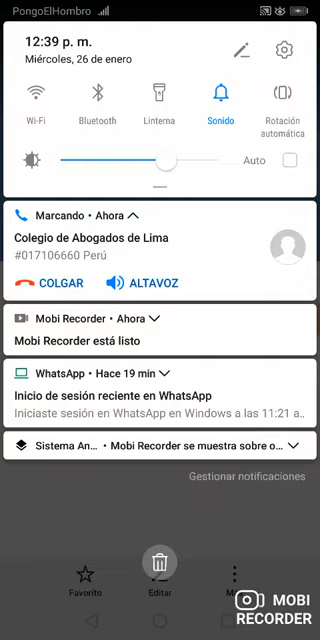 PongoElHombro
12:39 p. m.
Miércoles, 26 de enero
Wi-Fi
Bluetooth
Linterna
Sonido
Rotación
automática
Auto
Marcando • Ahora
Colegio de Abogados de Lima
#017106660 Perú
COLGAR
ALTAVOZ
Mobi Recorder • Ahora
Mobi Recorder está listo
WhatsApp • Hace 19 min
Inicio de sesión reciente en WhatsApp
Iniciaste sesión en WhatsApp en Windows a las 11:21 a..
Sistema An... • Mobi Recorder se muestra sobre o...
Gestionar notificaciones
Favorito
Editar
MOBI
RECORDER